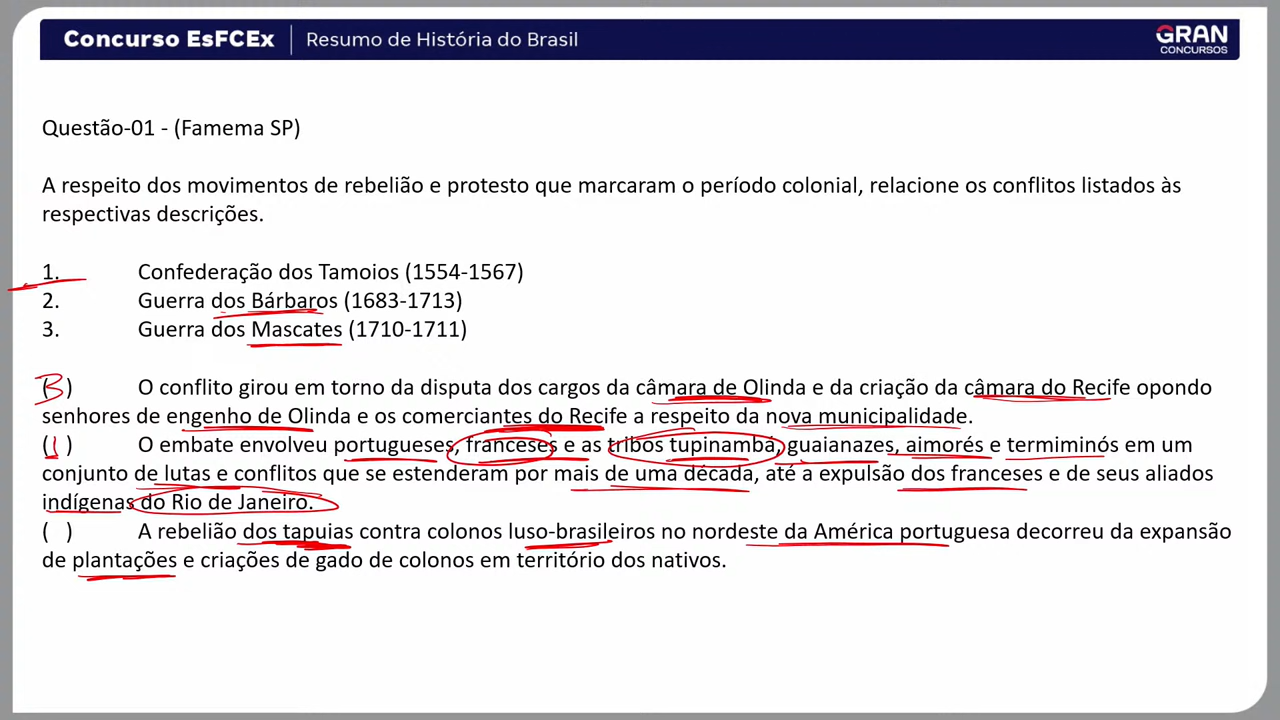 Concurso EsFCEx | Resumo de História do Brasil
GRAN
CONCURSOS
Questão-01 - (Famema SP)
A respeito dos movimentos de rebelião e protesto que marcaram o período colonial, relacione os conflitos listados às
respectivas descrições.
1. Confederação dos Tamoios (1554-1567)
2. Guerra dos Bárbaros (1683-1713)
3. Guerra dos Mascates (1710-1711)
(3) O conflito girou em torno da disputa dos cargos da câmara de Olinda e da criação da câmara do Recife opondo
senhores de engenho de Olinda e os comerciantes do Recife a respeito da nova municipalidade.
(1) O embate envolveu portugueses, franceses e as tribos tupinambá, guaianazes, aimorés e termiminós em um
conjunto de lutas e conflitos que se estenderam por mais de uma década, até a expulsão dos franceses e de seus aliados
indígenas do Rio de Janeiro.
( ) A rebelião dos tapuias contra colonos luso-brasileiros no nordeste da América portuguesa decorreu da expansão
de plantações e criações de gado de colonos em território dos nativos.